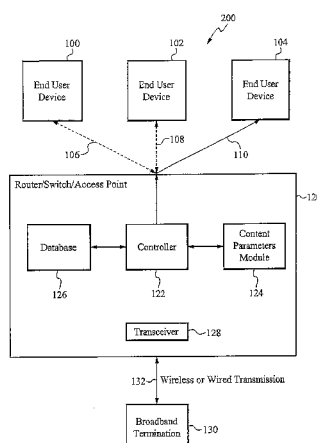 200
100
102
104
End User
Device
End User
Device
End User
Device
106
108
110
Router/Switch/Access Point
Database
Controller
Content
Parameters
Module
126
122
124
Transceiver
128
132
Wireless or Wired Transmission
Broadband
Termination
130